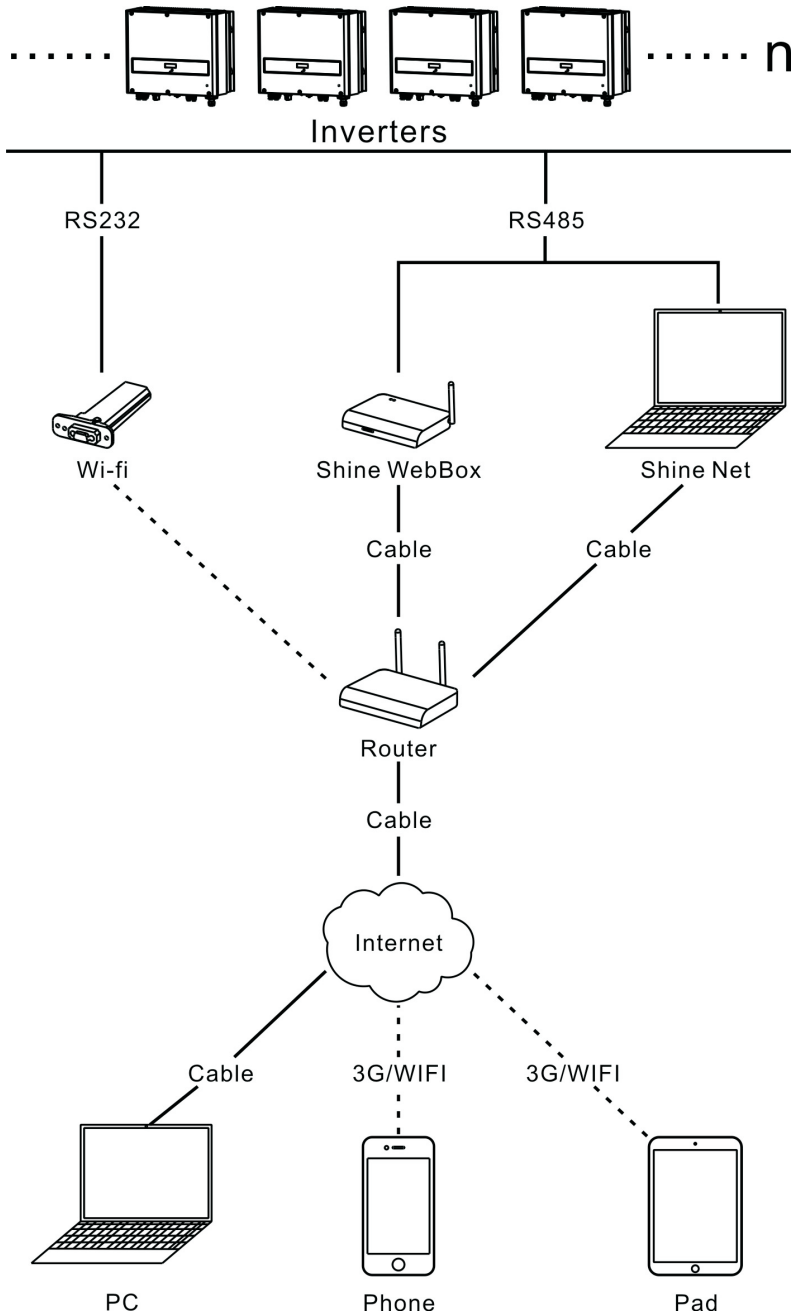 n
Inverters
RS232
RS485
Wi-fi
Shine WebBox
Shine Net
Cable
Cable
Router
Cable
Internet
Cable
3G/WIFI
3G/WIFI
PC
Phone
Pad